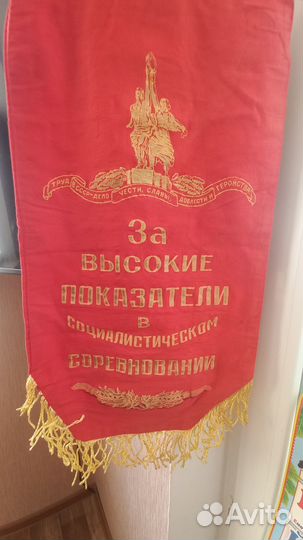 ТРУД В СССР-ДЕЛО ЧЕСТИ, СЛАВЫ, ДОБЛЕСТИ И ГЕРОЙСТВА
За
ВЫСОКИЕ
ПОКАЗАТЕЛИ
В
СОЦИАЛИСТИЧЕСКОМ
СОРЕВНОВАНИИ
Avito